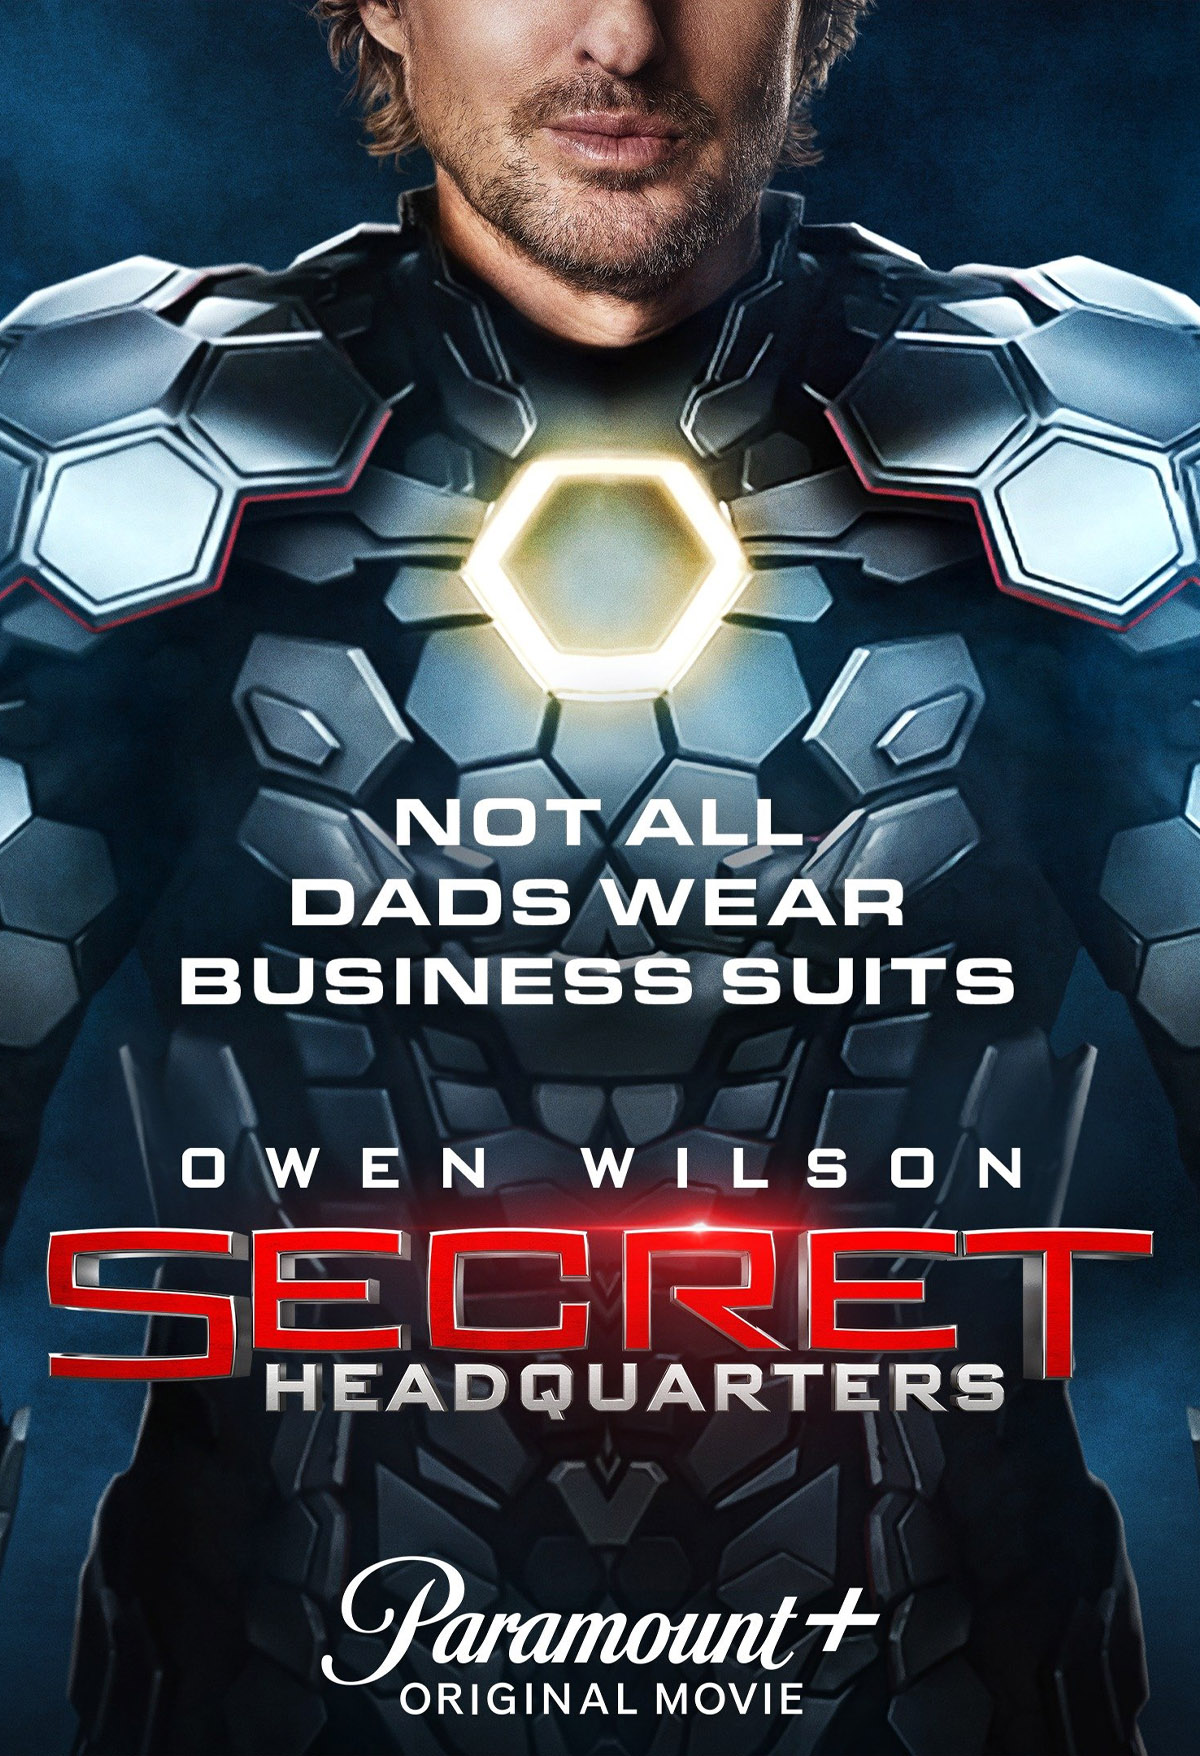 NOT ALL
DADS WEAR
BUSINESS SUITS
OWEN WILSON
SECRET
HEADQUARTERS
Paramount+
ORIGINAL MOVIE